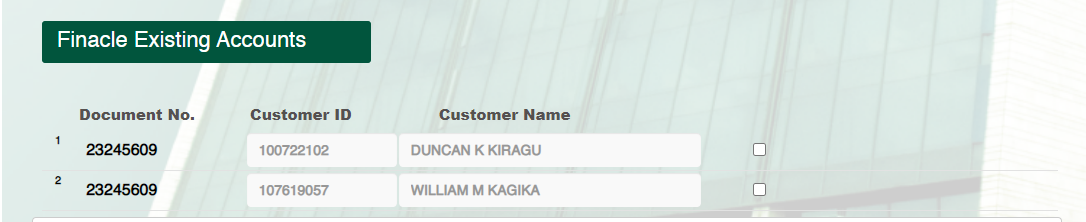 Finacle Existing Accounts
Document No. Customer ID Customer Name
1 23245609 100722102 DUNCAN K KIRAGU
2 23245609 107619057 WILLIAM M KAGIKA